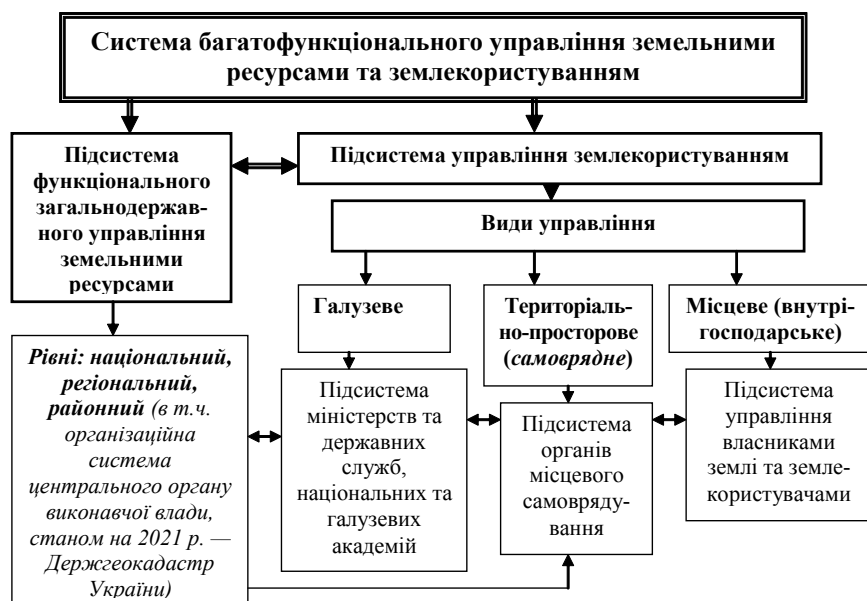 Система багатофункціонального управління земельними
ресурсами та землекористуванням
Підсистема
функціонального
загальнодержав-
ного управління
земельними
ресурсами
Підсистема управління землекористуванням
Види управління
Галузеве
Територіаль-
но-просторове
(самоврядне)
Місцеве (внутрі-
господарське)
Рівні: національний,
регіональний,
районний (в т.ч.
організаційна
система
центрального органу
виконавчої влади,
станом на 2021 р. —
Держгеокадастр
України)
Підсистема
міністерств та
державних
служб,
національних та
галузевих
академій
Підсистема
органів
місцевого
самовряду-
вання
Підсистема
управління
власниками
землі та земле-
користувачами